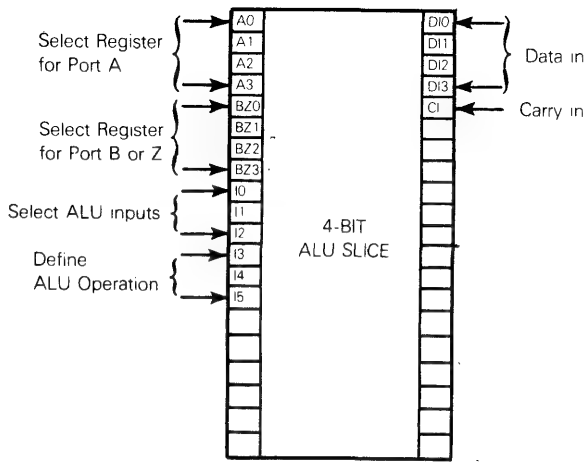 Select Register
for Port A
Select Register
for Port B or Z
Select ALU inputs
Define
ALU Operation
A0
A1
A2
A3
BZ0
BZ1
BZ2
BZ3
I0
I1
I2
I3
I4
I5
4-BIT
ALU SLICE
DI0
DI1
DI2
DI3
CI
Data in
Carry in